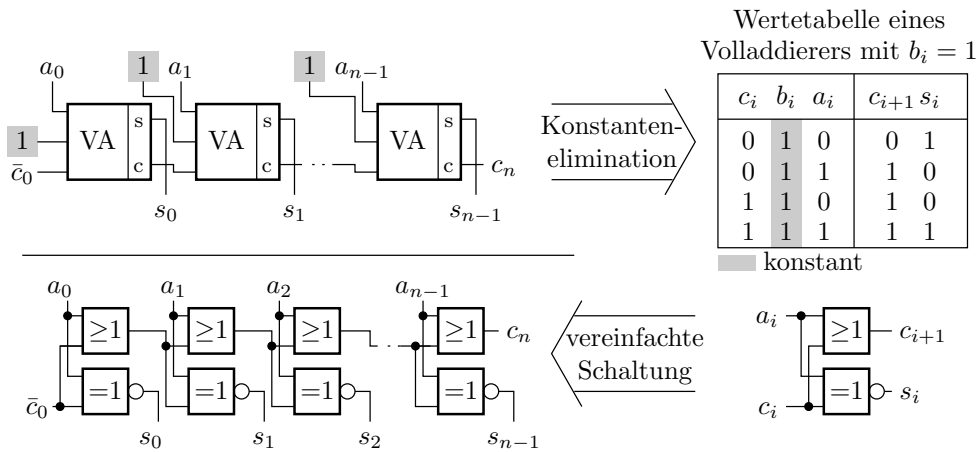 Wertetabelle eines
Volladdierers mit b_i = 1
1 1
a_0 a_1 a_{n−1}
1 VA s c VA s c · · · VA s c
c̄_0 c_n
s_0 s_1 s_{n−1}
Konstanten-
elimination
c_i b_i a_i c_{i+1} s_i
0 1 0 0 1
0 1 1 1 0
1 1 0 1 0
1 1 1 1 1
konstant
a_0 a_1 a_2 a_{n−1}
≥1 ≥1 ≥1 · · · ≥1 c_n
=1 =1 =1 =1
c̄_0
s_0 s_1 s_2 s_{n−1}
vereinfachte
Schaltung
a_i ≥1 c_{i+1}
c_i =1 s_i